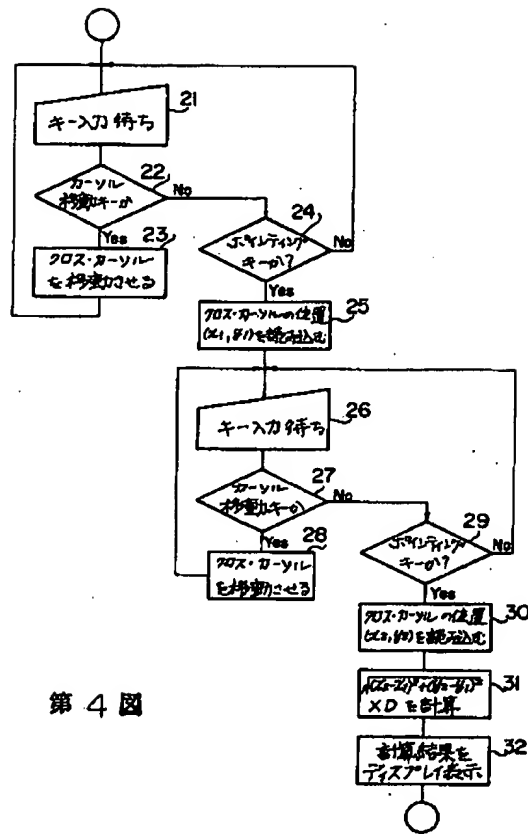 21
キー入力待ち
22
カーソル
移動キーか
No
Yes
23
クロス・カーソル
を移動させる
24
ポインティング
キーか?
No
Yes
25
クロス・カーソルの位置
(x1, y1)を読み込む
26
キー入力待ち
27
カーソル
移動キーか
No
Yes
28
クロス・カーソル
を移動させる
29
ポインティング
キーか?
No
Yes
30
クロス・カーソルの位置
(x2, y2)を読み込む
31
√(x2-x1)²+(y2-y1)²
×Dを計算
32
計算結果を
ディスプレイ表示
第4図